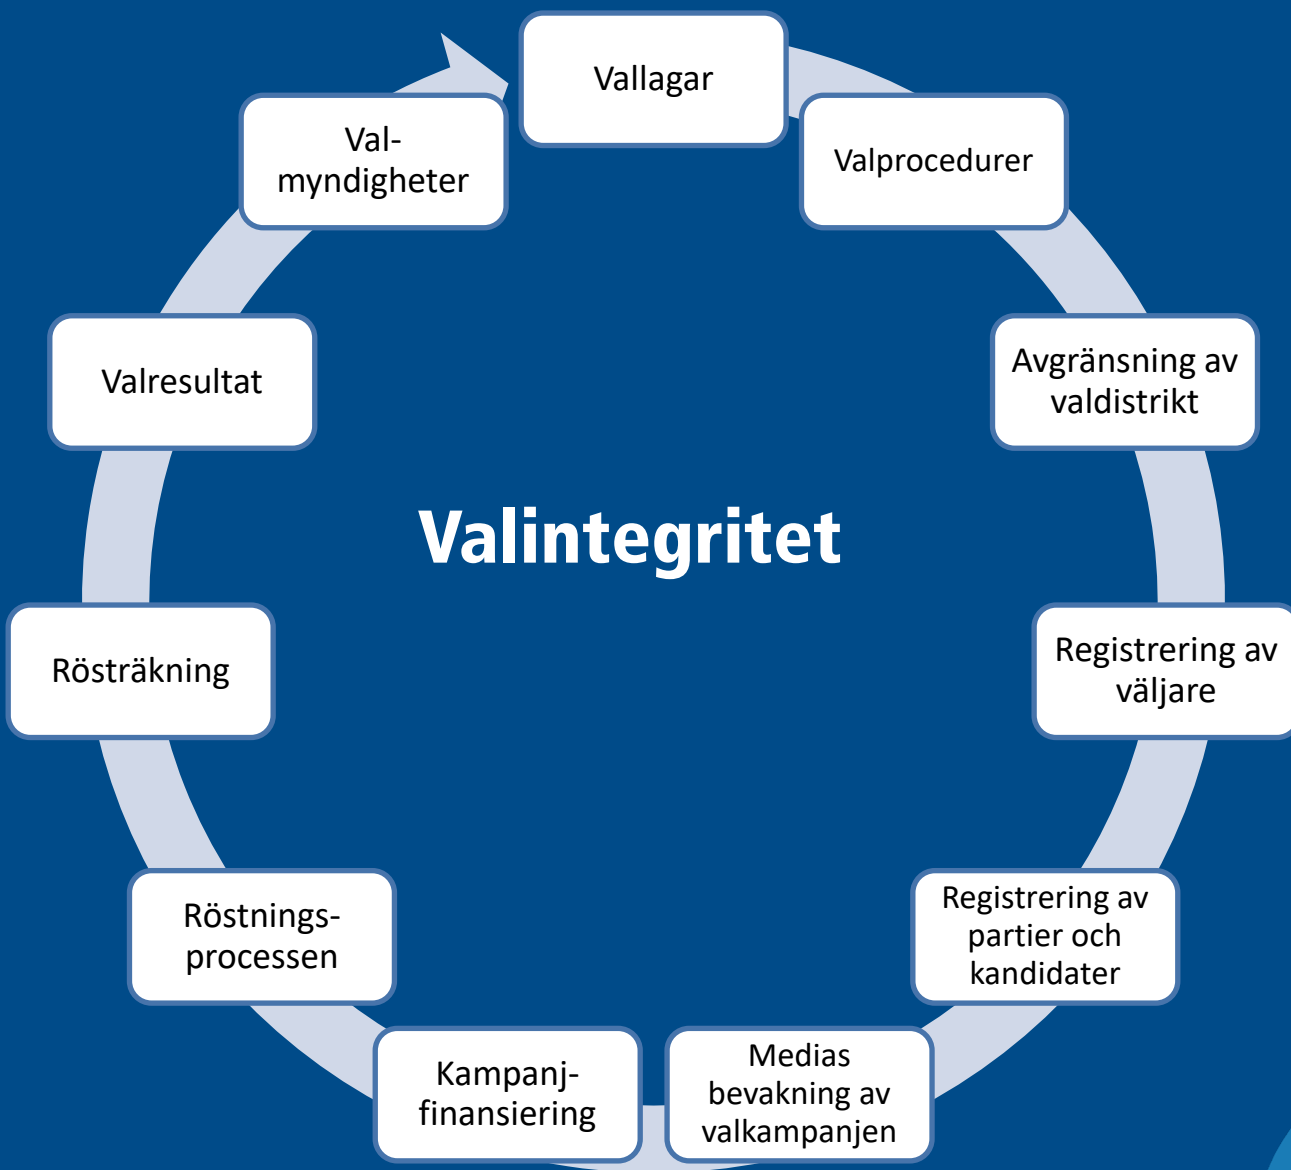 Vallagar
Valprocedurer
Avgränsning av
valdistrikt
Registrering av
väljare
Registrering av
partier och
kandidater
Medias
bevakning av
valkampanjen
Kampanj-
finansiering
Röstnings-
processen
Rösträkning
Valresultat
Val-
myndigheter
Valintegritet